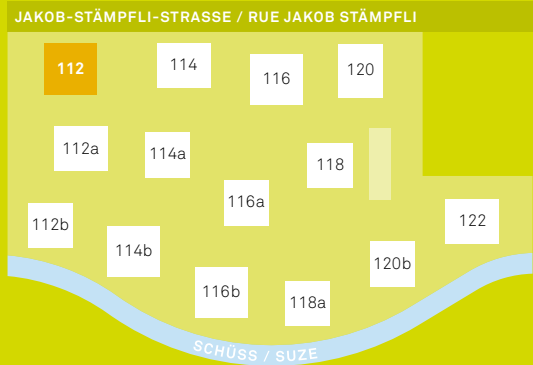 JAKOB-STÄMPFLI-STRASSE / RUE JAKOB STÄMPFLI
112
114
116
120
112a
114a
118
116a
112b
114b
122
120b
116b
118a
SCHÜSS / SUZE